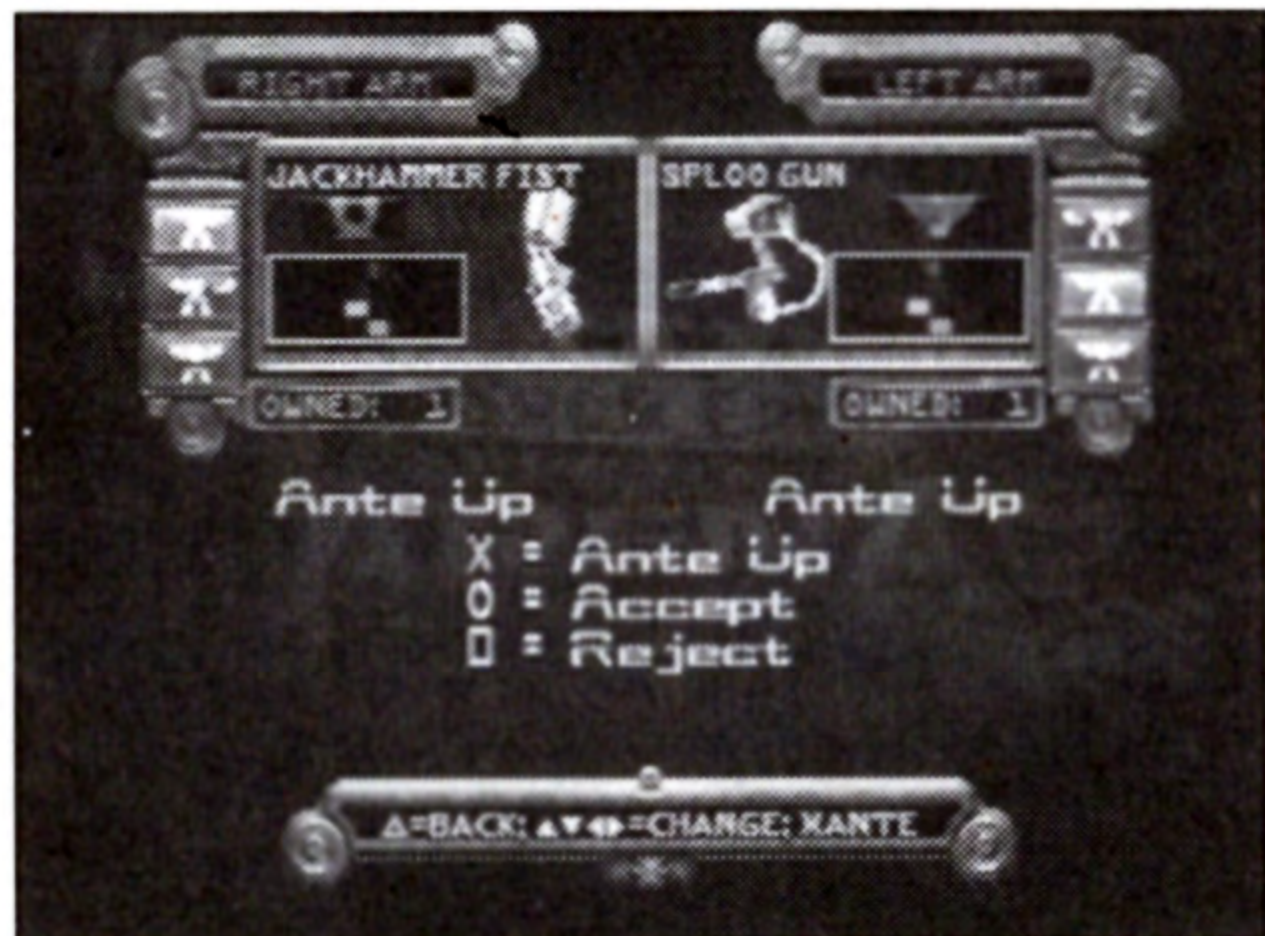 RIGHT ARM
LEFT ARM
JACKHAMMER FIST
SPLOO GUN
OWNED: 1
OWNED: 1
Ante Up
Ante Up
X = Ante Up
O = Accept
□ = Reject
△=BACK: ▲▼◀▶=CHANGE: XANTE